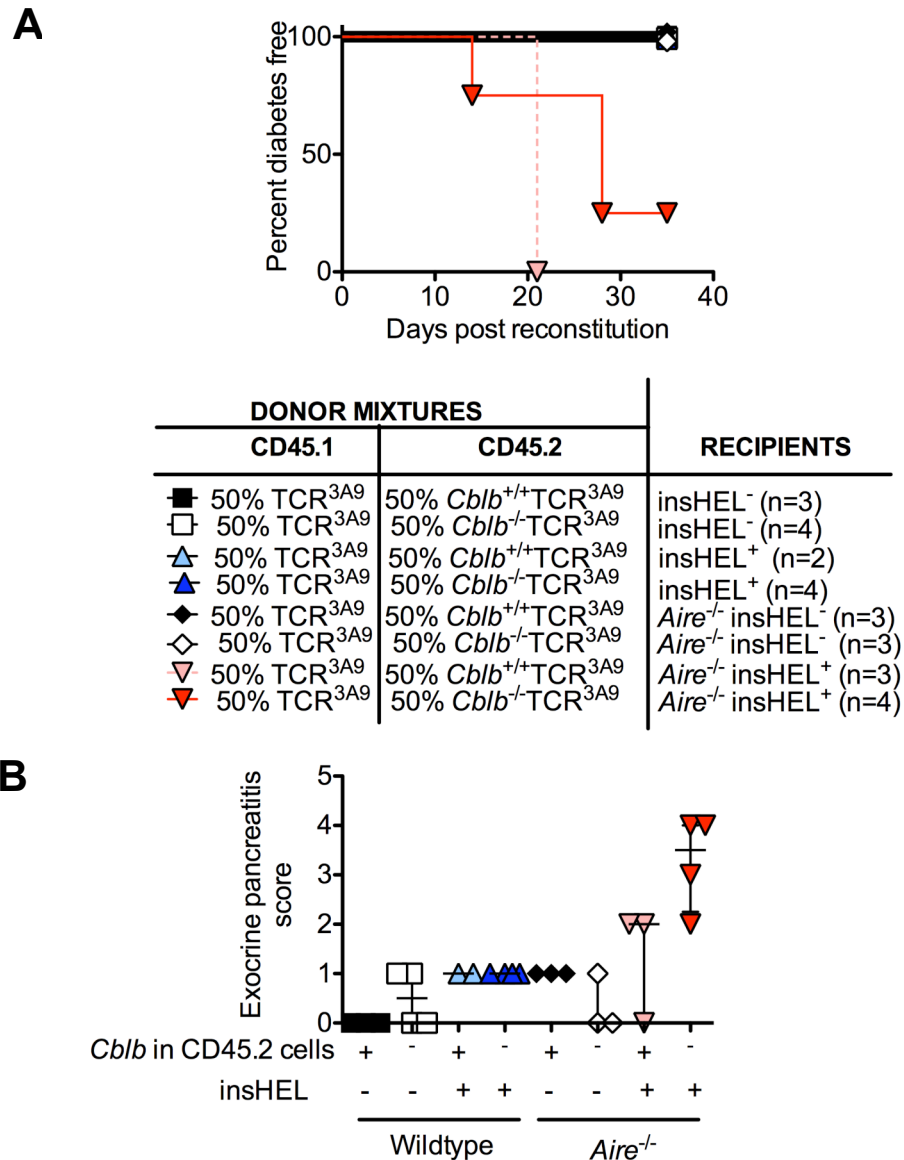 A
Percent diabetes free
100
50
0
0 10 20 30 40
Days post reconstitution
DONOR MIXTURES
CD45.1 CD45.2 RECIPIENTS
50% TCR3A9 50% Cblb+/+TCR3A9 insHEL- (n=3)
50% TCR3A9 50% Cblb-/-TCR3A9 insHEL- (n=4)
50% TCR3A9 50% Cblb+/+TCR3A9 insHEL+ (n=2)
50% TCR3A9 50% Cblb-/-TCR3A9 insHEL+ (n=4)
50% TCR3A9 50% Cblb+/+TCR3A9 Aire-/- insHEL- (n=3)
50% TCR3A9 50% Cblb-/-TCR3A9 Aire-/- insHEL- (n=3)
50% TCR3A9 50% Cblb+/+TCR3A9 Aire-/- insHEL+ (n=3)
50% TCR3A9 50% Cblb-/-TCR3A9 Aire-/- insHEL+ (n=4)
B
Exocrine pancreatitis
score
5
4
3
2
1
0
Cblb in CD45.2 cells + - + - + - + -
insHEL - - + + - - + +
Wildtype Aire-/-